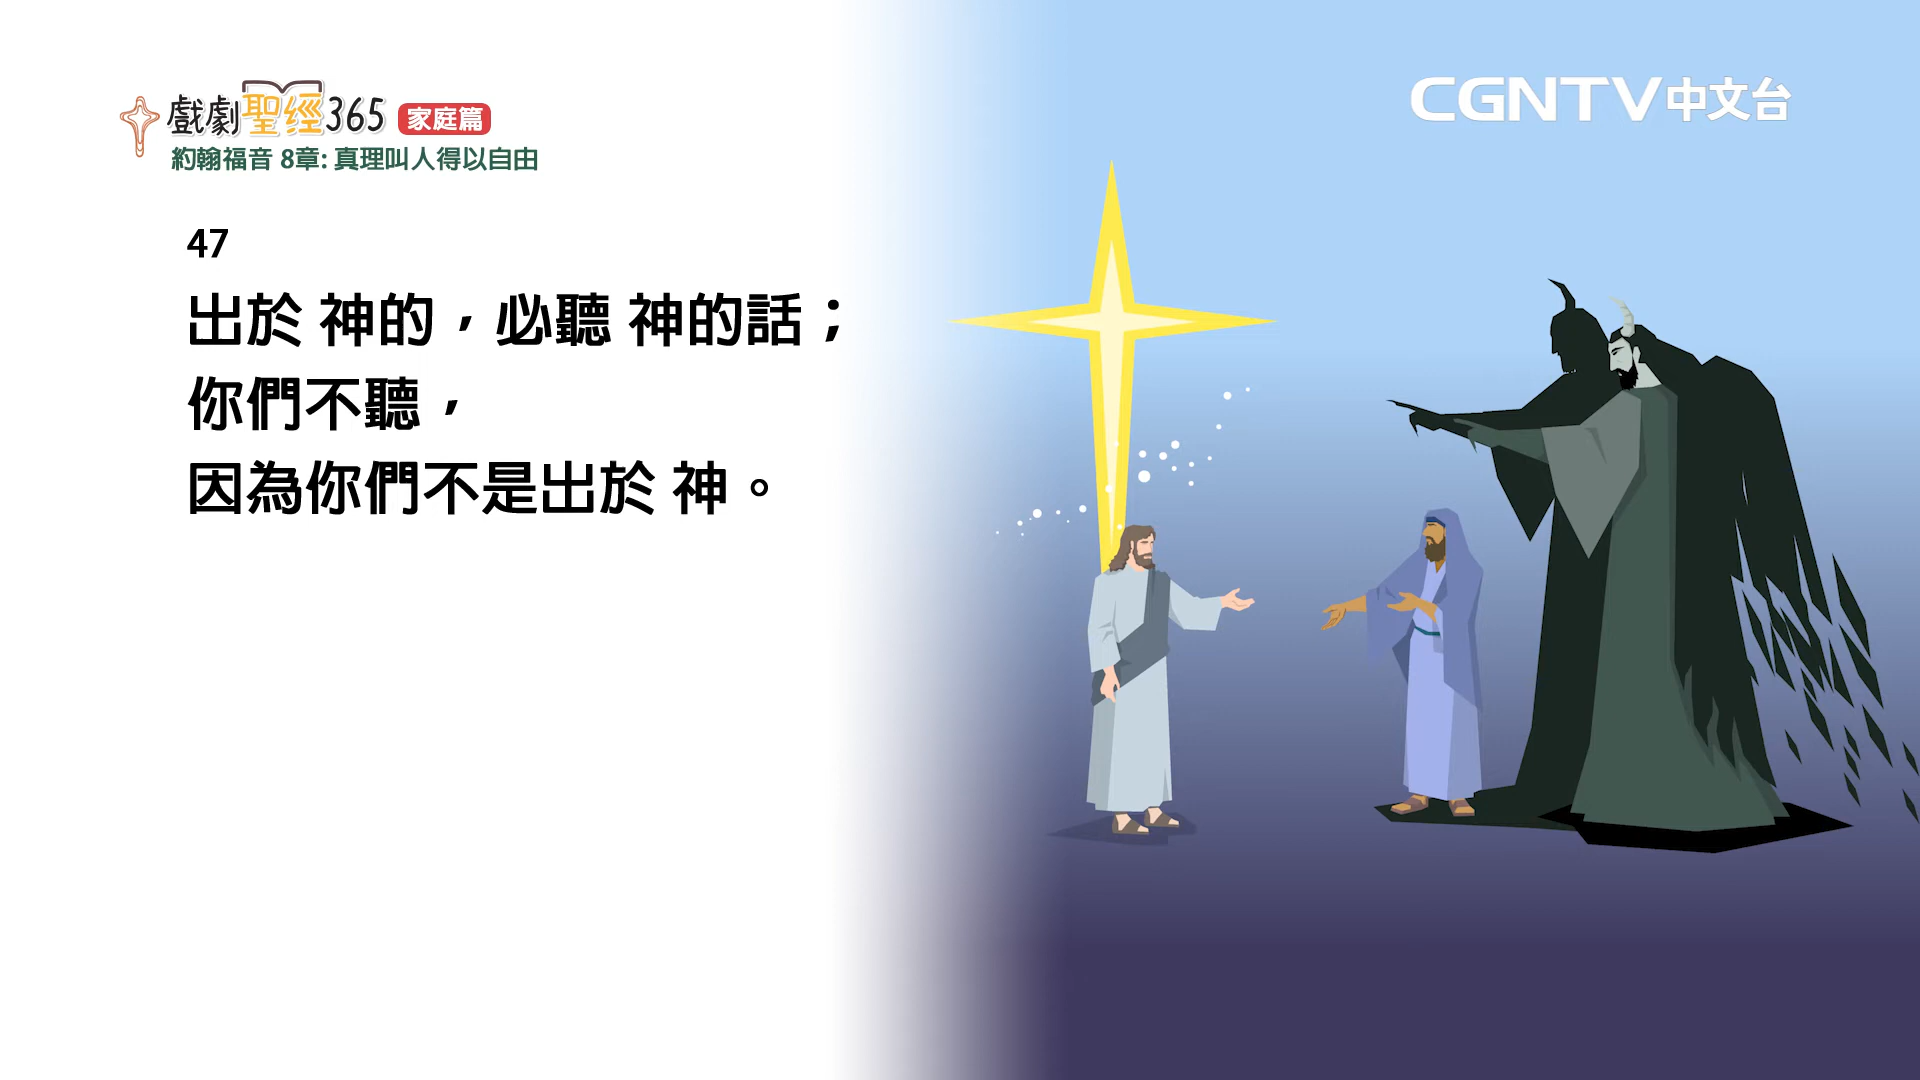 戲劇聖經365 家庭篇
約翰福音 8章: 真理叫人得以自由
CGNTV中文台
47
出於 神的，必聽 神的話；
你們不聽，
因為你們不是出於 神。